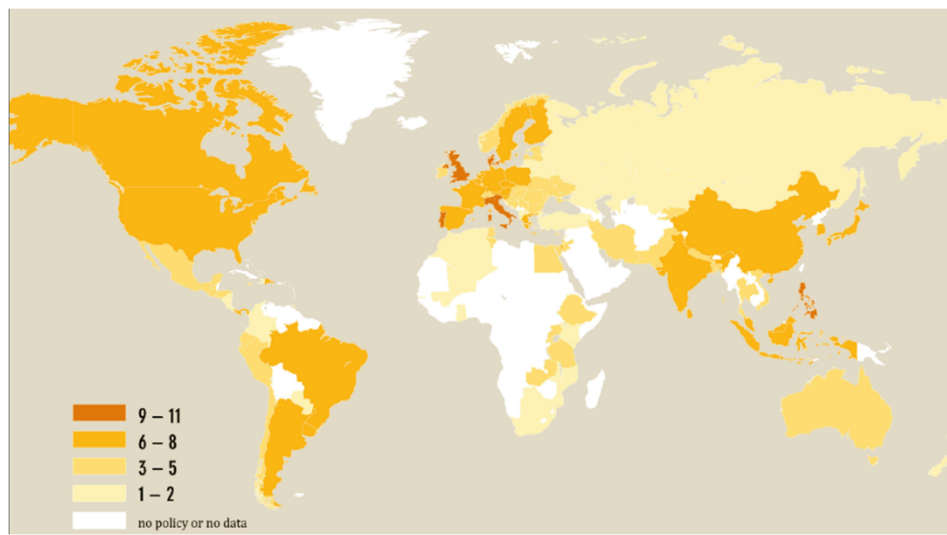 9 – 11
6 – 8
3 – 5
1 – 2
no policy or no data